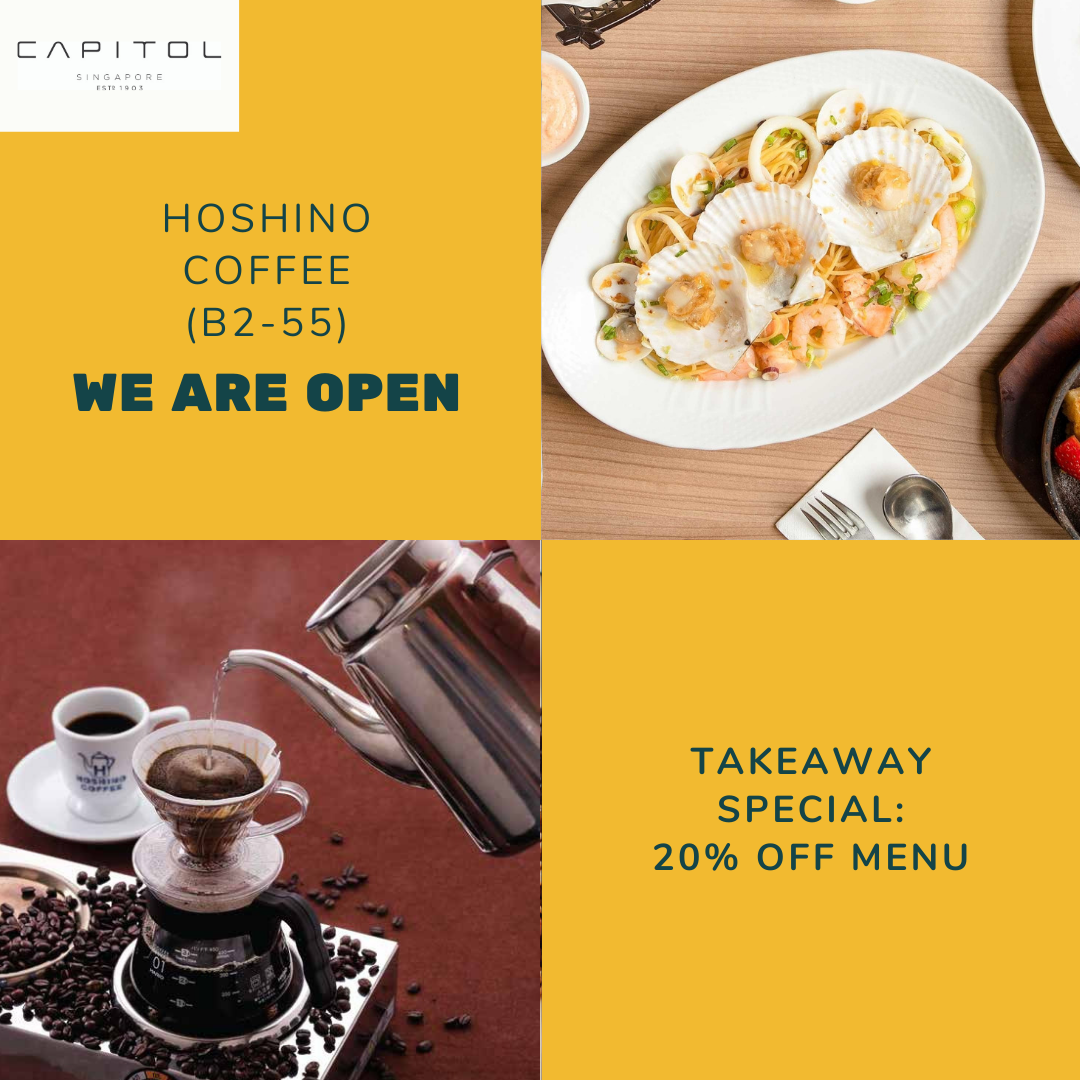 CAPITOL
SINGAPORE
ESTD 1903
HOSHINO
COFFEE
(B2-55)
WE ARE OPEN
HOSHINO
COFFEE
01
TAKEAWAY
SPECIAL:
20% OFF MENU